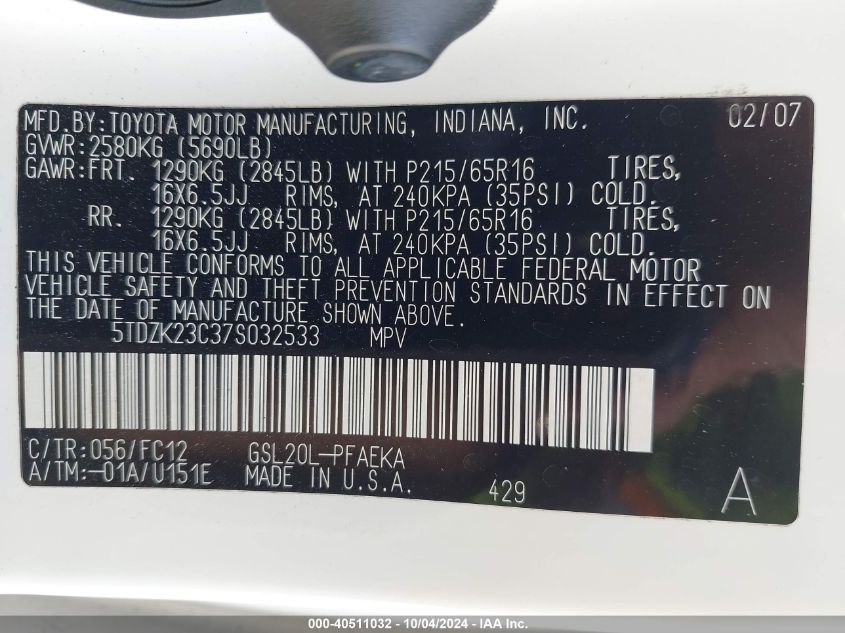 MFD.BY:TOYOTA MOTOR MANUFACTURING, INDIANA, INC. 02/07
GVWR:2580KG (5690LB)
GAWR:FRT. 1290KG (2845LB) WITH P215/65R16 TIRES,
16X6.5JJ RIMS, AT 240KPA (35PSI) COLD.
RR. 1290KG (2845LB) WITH P215/65R16 TIRES,
16X6.5JJ RIMS, AT 240KPA (35PSI) COLD.
THIS VEHICLE CONFORMS TO ALL APPLICABLE FEDERAL MOTOR
VEHICLE SAFETY AND THEFT PREVENTION STANDARDS IN EFFECT ON
THE DATE OF MANUFACTURE SHOWN ABOVE.
5TDZK23C37S032533 MPV
C/TR:056/FC12 GSL20L-PFAEKA
A/TM:-01A/U151E MADE IN U.S.A. 429 A
000-40511032 - 10/04/2024 - IAA Inc.